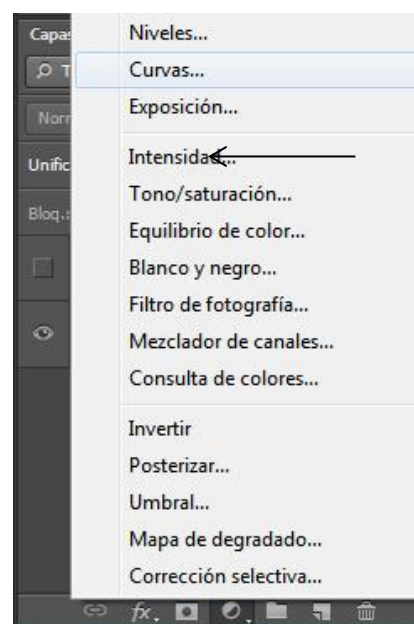 Capas
Niveles...
Curvas...
Exposición...
Unific
Intensidad...
Tono/saturación...
Bloq.:
Equilibrio de color...
Blanco y negro...
Filtro de fotografía...
Mezclador de canales...
Consulta de colores...
Invertir
Posterizar...
Umbral...
Mapa de degradado...
Corrección selectiva...
fx.